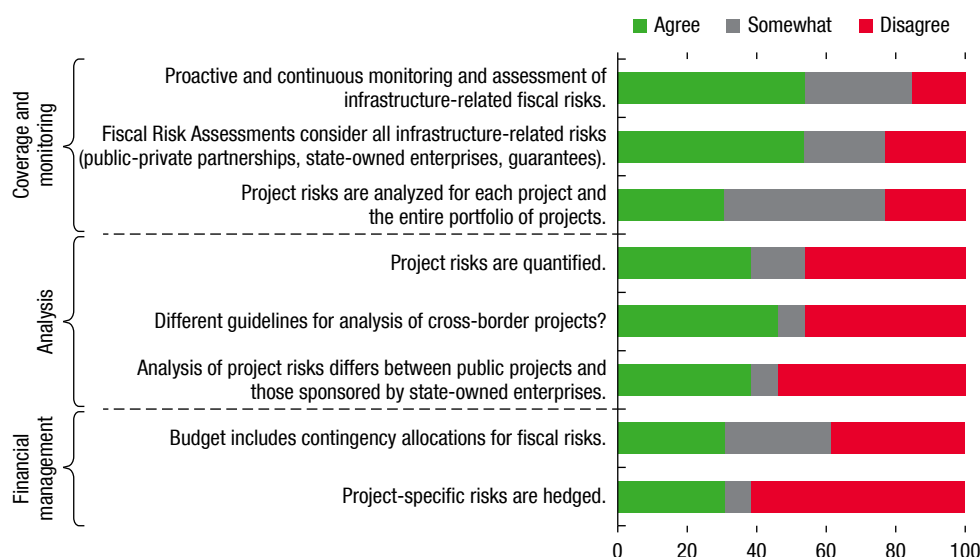 Agree Somewhat Disagree
Coverage and
monitoring
Proactive and continuous monitoring and assessment of
infrastructure-related fiscal risks.
Fiscal Risk Assessments consider all infrastructure-related risks
(public-private partnerships, state-owned enterprises, guarantees).
Project risks are analyzed for each project and
the entire portfolio of projects.
Analysis
Project risks are quantified.
Different guidelines for analysis of cross-border projects?
Analysis of project risks differs between public projects and
those sponsored by state-owned enterprises.
Financial
management
Budget includes contingency allocations for fiscal risks.
Project-specific risks are hedged.
0 20 40 60 80 100